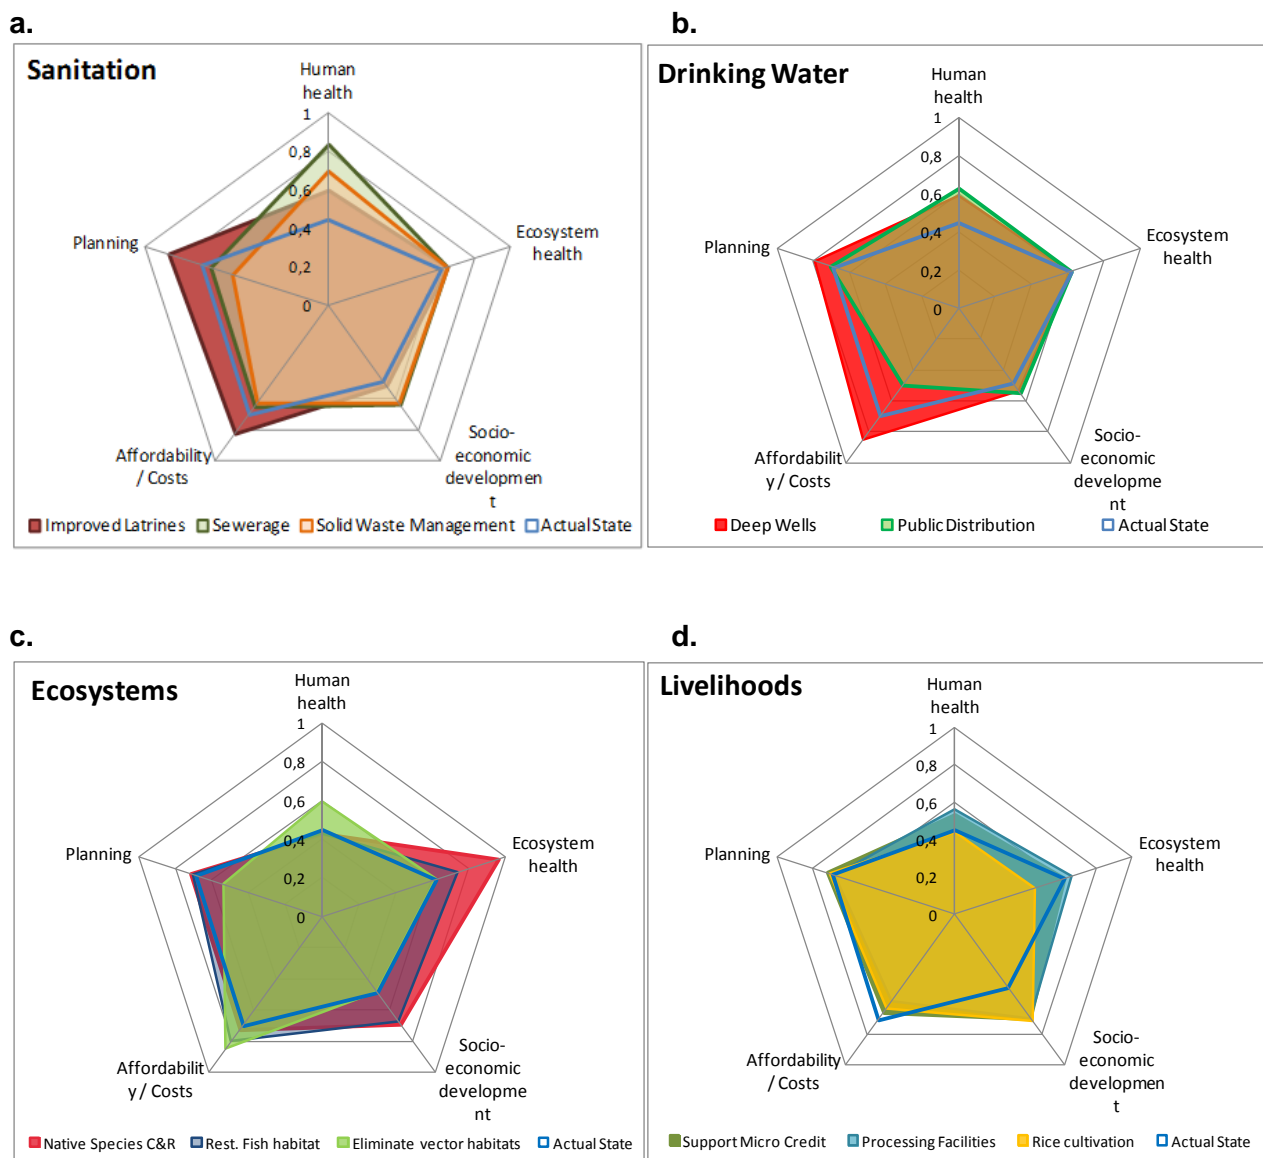 a.
Sanitation
Human
health
1
0,8
0,6
0,4
0,2
0
Planning
Ecosystem
health
Affordability
/ Costs
Socio-
economic
developmen
t
Improved Latrines Sewerage Solid Waste Management Actual State
b.
Drinking Water
Human
health
1
0,8
0,6
0,4
0,2
0
Planning
Ecosystem
health
Affordabilit
y / Costs
Socio-
economic
developme
nt
Deep Wells Public Distribution Actual State
c.
Ecosystems
Human
health
1
0,8
0,6
0,4
0,2
0
Planning
Ecosystem
health
Affordabilit
y / Costs
Socio-
economic
developme
nt
Native Species C&R Rest. Fish habitat Eliminate vector habitats Actual State
d.
Livelihoods
Human
health
1
0,8
0,6
0,4
0,2
0
Planning
Ecosystem
health
Affordability
/ Costs
Socio-
economic
developmen
t
Support Micro Credit Processing Facilities Rice cultivation Actual State